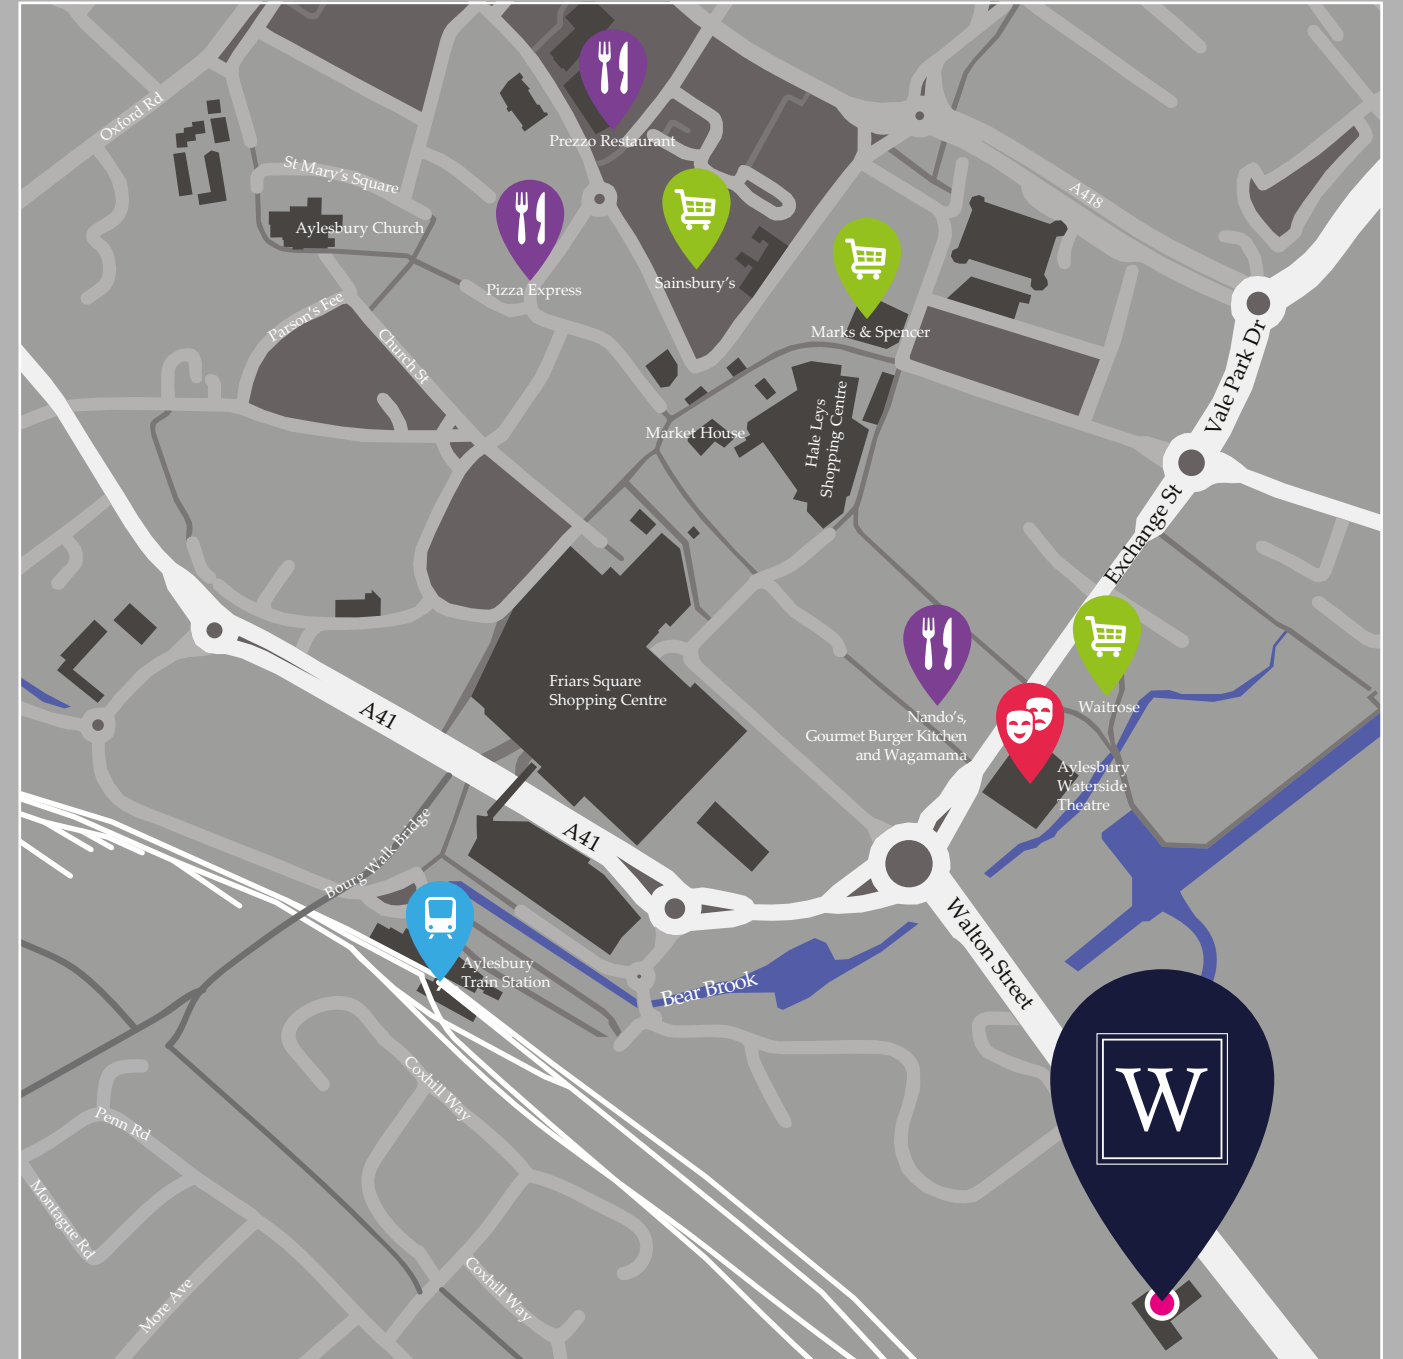 Oxford Rd
Prezzo Restaurant
St Mary's Square
A418
Aylesbury Church
Pizza Express
Sainsbury's
Parson's Fee
Marks & Spencer
Church St
Vale Park Dr
Market House
Hale Leys
Shopping Centre
Exchange St
Friars Square
Shopping Centre
A41
Nando's,
Gourmet Burger Kitchen
and Wagamama
Waitrose
Aylesbury
Waterside
Theatre
A41
Bourg Walk Bridge
Walton Street
Aylesbury
Train Station
Bear Brook
Coxhill Way
W
Penn Rd
Montague Rd
More Ave
Coxhill Way